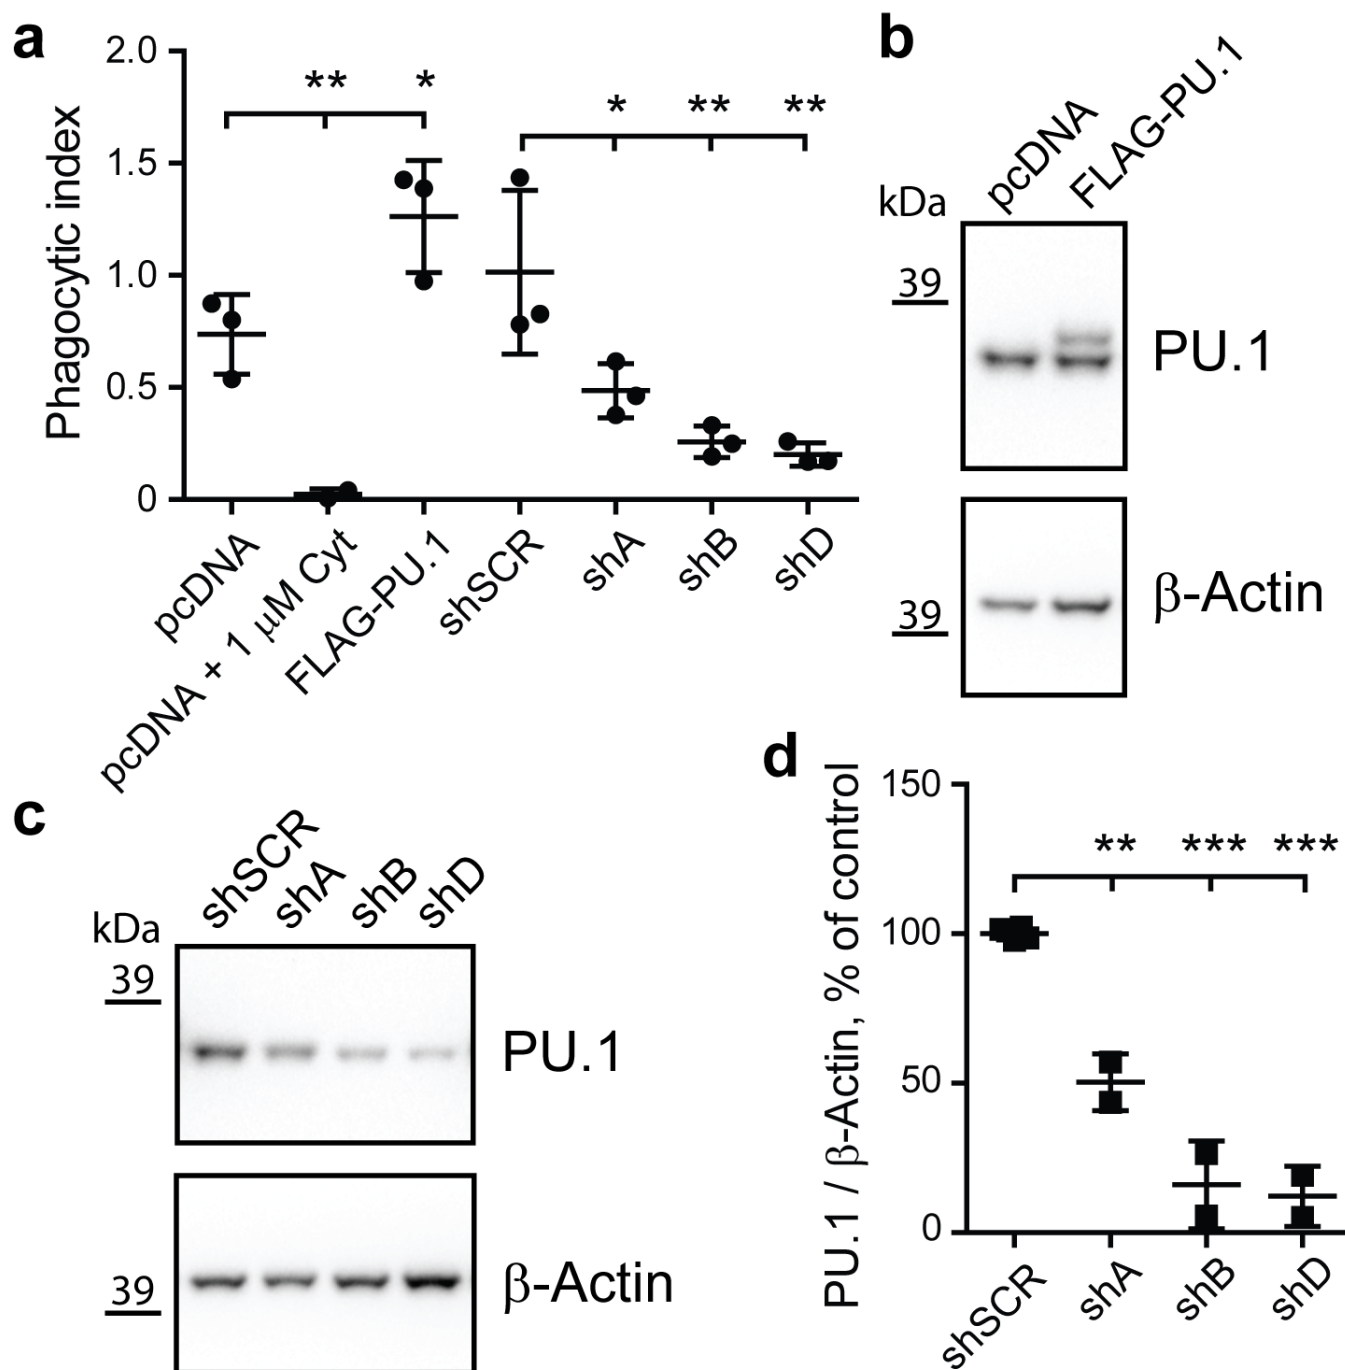 a
2.0
1.5
1.0
0.5
0
Phagocytic index
** *
* ** **
pcDNA
pcDNA + 1 μM Cyt
FLAG-PU.1
shSCR
shA
shB
shD
b
pcDNA
FLAG-PU.1
kDa
39
PU.1
39
β-Actin
c
shSCR
shA
shB
shD
kDa
39
PU.1
39
β-Actin
d
PU.1 / β-Actin, % of control
150
100
50
0
** *** ***
shSCR
shA
shB
shD